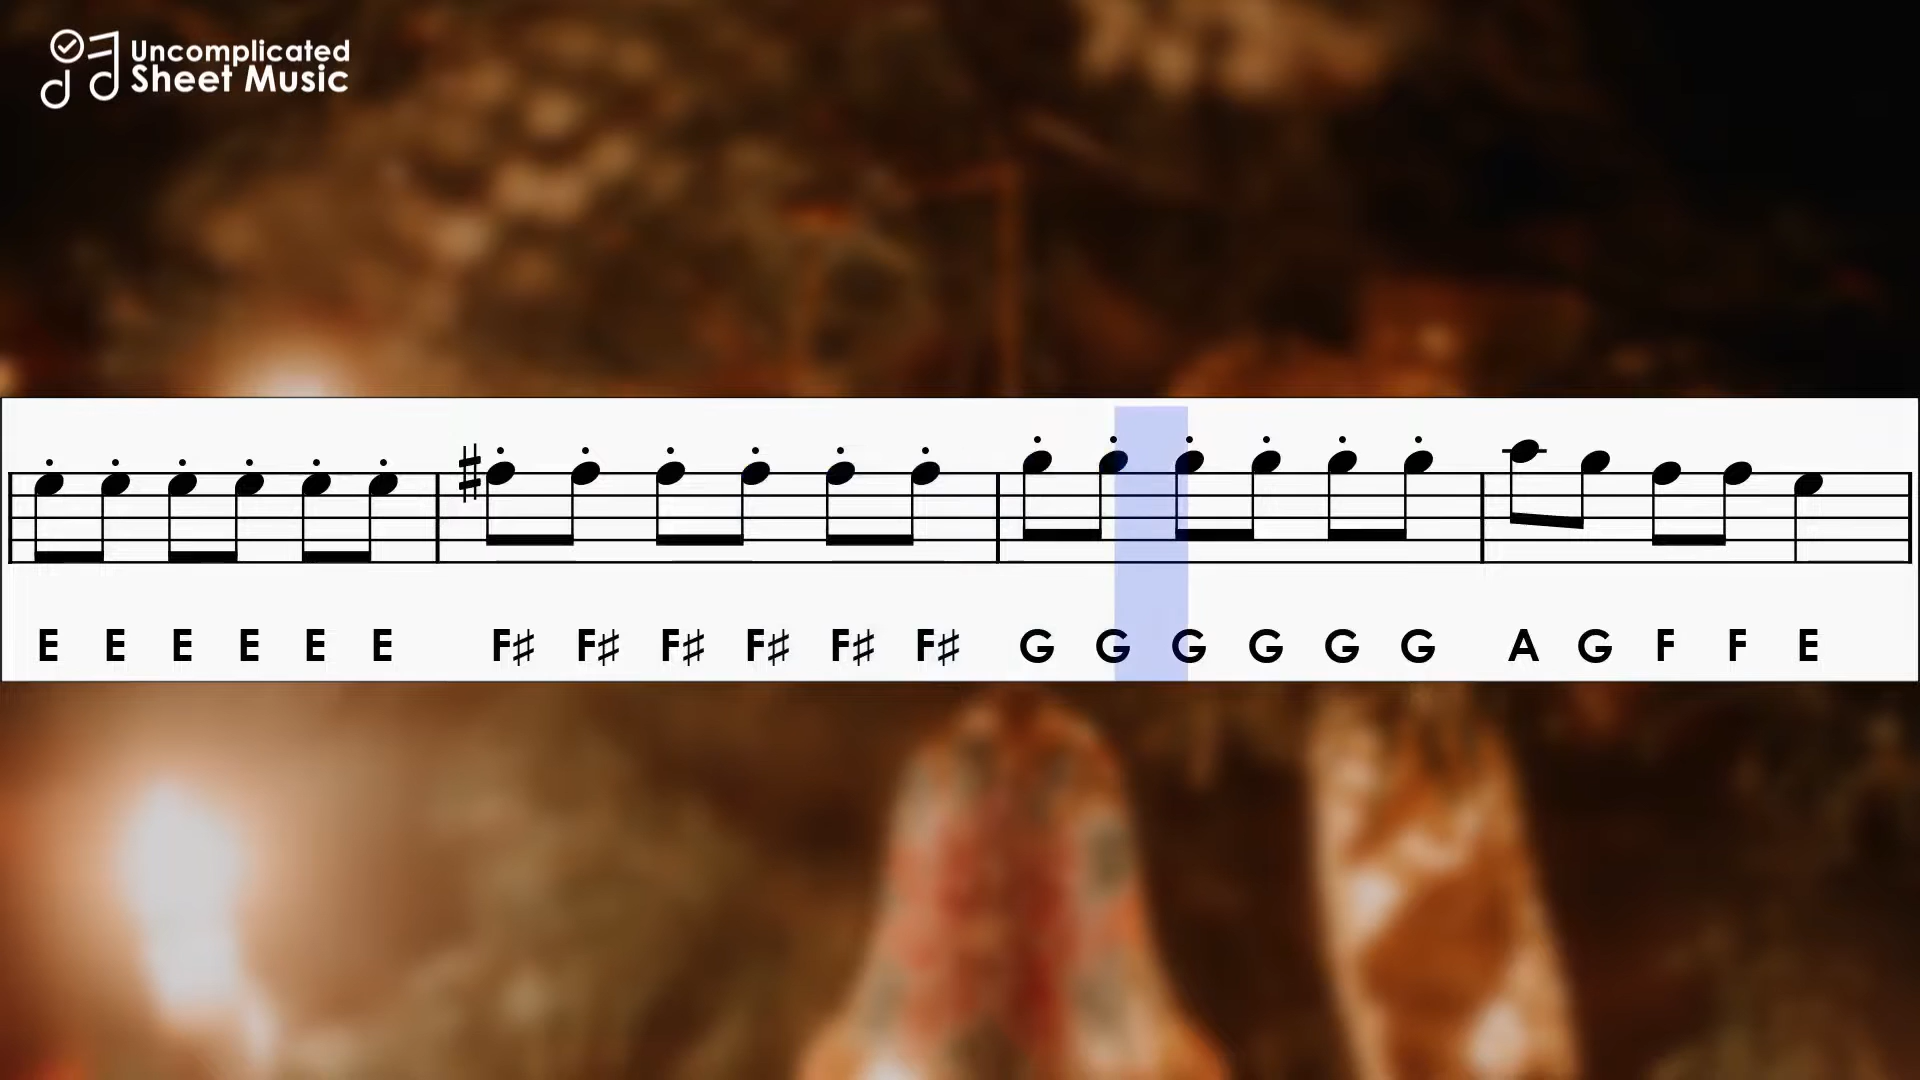 Uncomplicated
Sheet Music
E E E E E E F♯ F♯ F♯ F♯ F♯ F♯ G G G G G G A G F F E